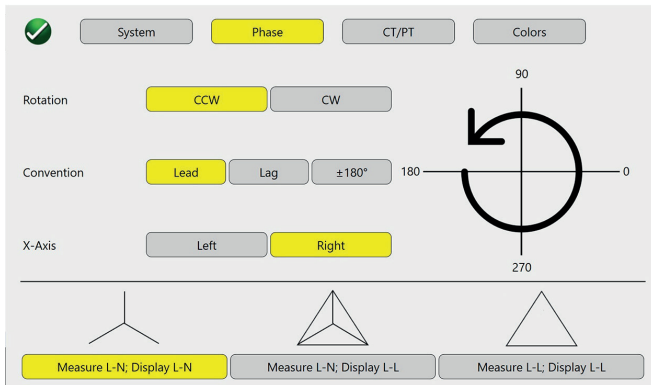 System Phase CT/PT Colors
90
Rotation CCW CW
Convention Lead Lag ±180° 180 0
X-Axis Left Right
270
Measure L-N; Display L-N Measure L-N; Display L-L Measure L-L; Display L-L